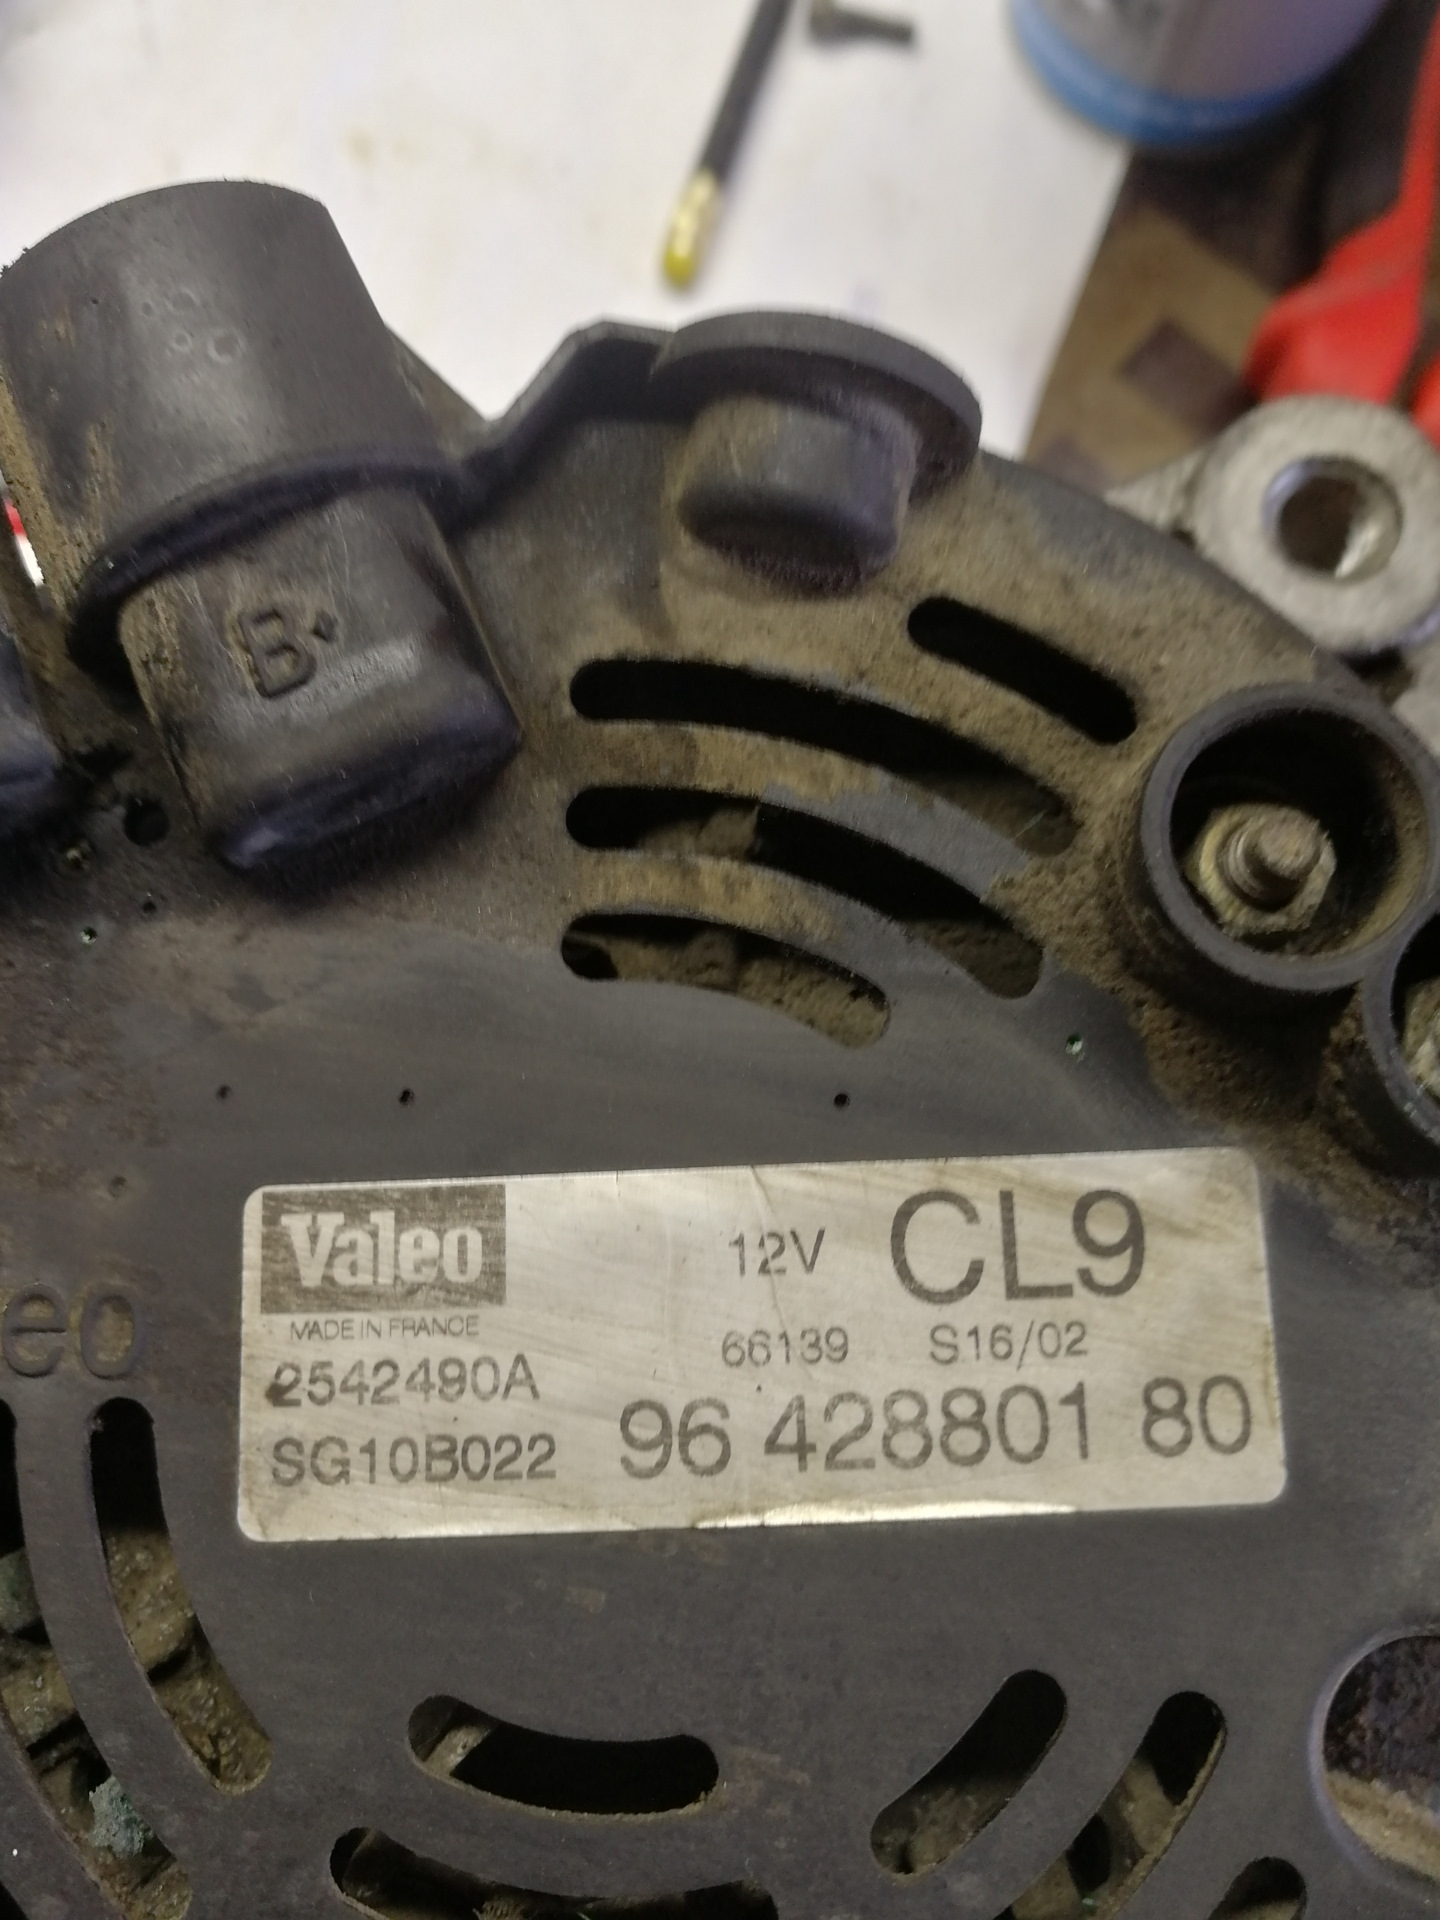 B+
Valeo
12V CL9
MADE IN FRANCE
66139 S16/02
2542490A
SG10B022 96 428801 80
eo